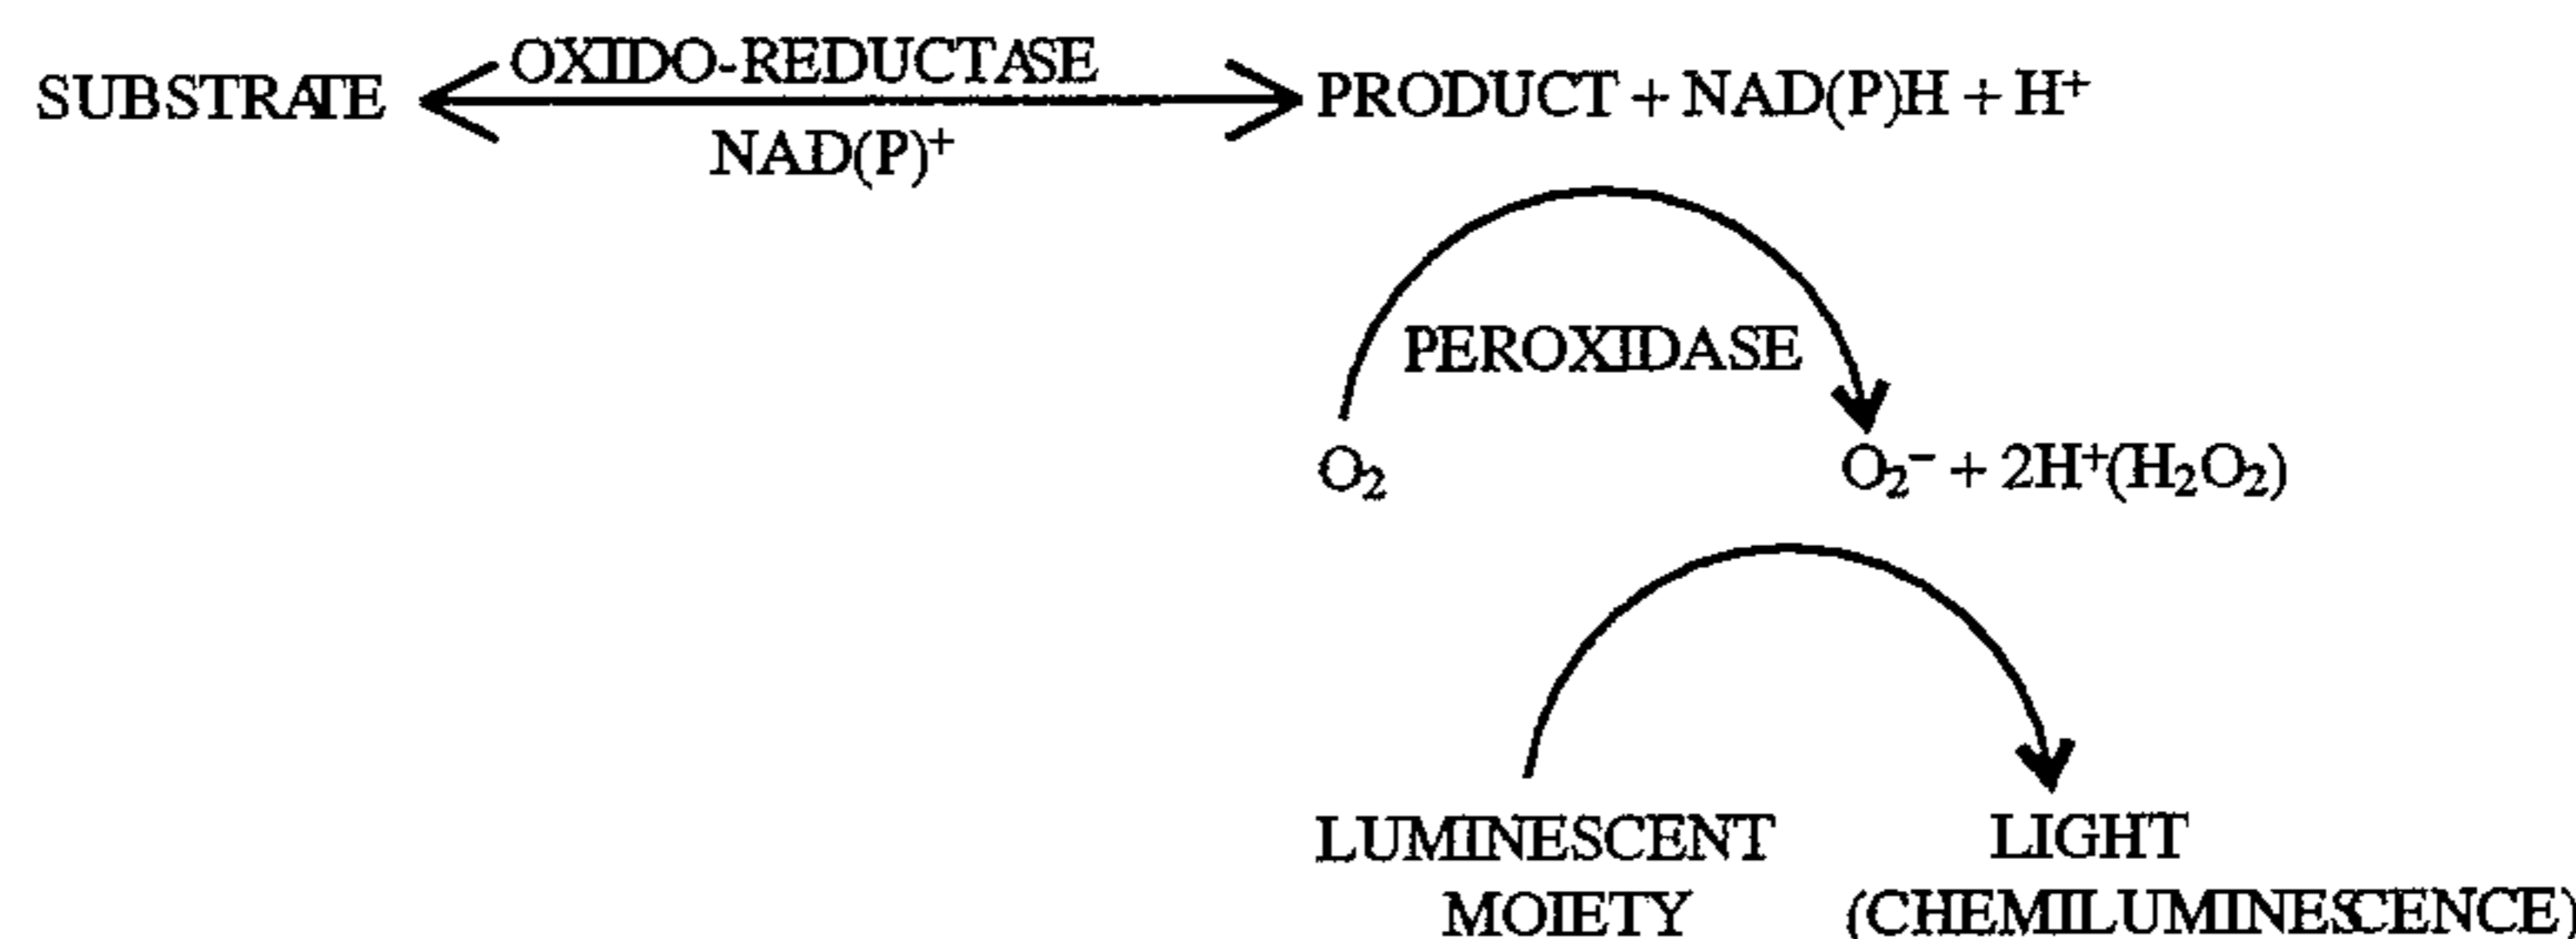 OXIDO-REDUCTASE
SUBSTRATE PRODUCT + NAD(P)H + H⁺
NAD(P)⁺
PEROXIDASE
O₂ O₂⁻ + 2H⁺(H₂O₂)
LUMINESCENT LIGHT
MOIETY (CHEMILUMINESCENCE)